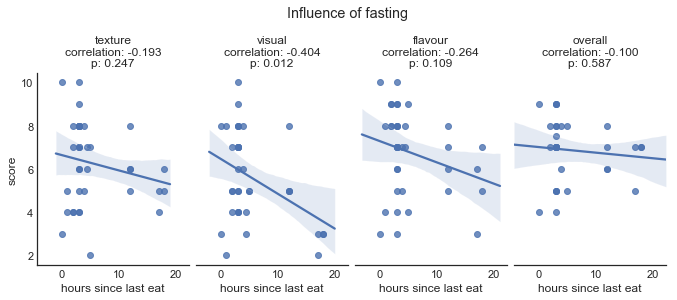 Influence of fasting
texture
correlation: -0.193
p: 0.247
visual
correlation: -0.404
p: 0.012
flavour
correlation: -0.264
p: 0.109
overall
correlation: -0.100
p: 0.587
score
10
8
6
4
2
0 10 20
hours since last eat
0 10 20
hours since last eat
0 10 20
hours since last eat
0 10 20
hours since last eat